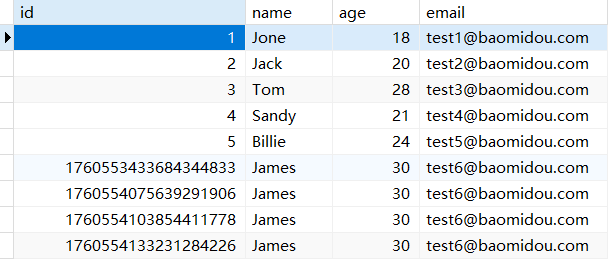 id name age email
1 Jone 18 test1@baomidou.com
2 Jack 20 test2@baomidou.com
3 Tom 28 test3@baomidou.com
4 Sandy 21 test4@baomidou.com
5 Billie 24 test5@baomidou.com
1760553433684344833 James 30 test6@baomidou.com
1760554075639291906 James 30 test6@baomidou.com
1760554103854411778 James 30 test6@baomidou.com
1760554133231284226 James 30 test6@baomidou.com